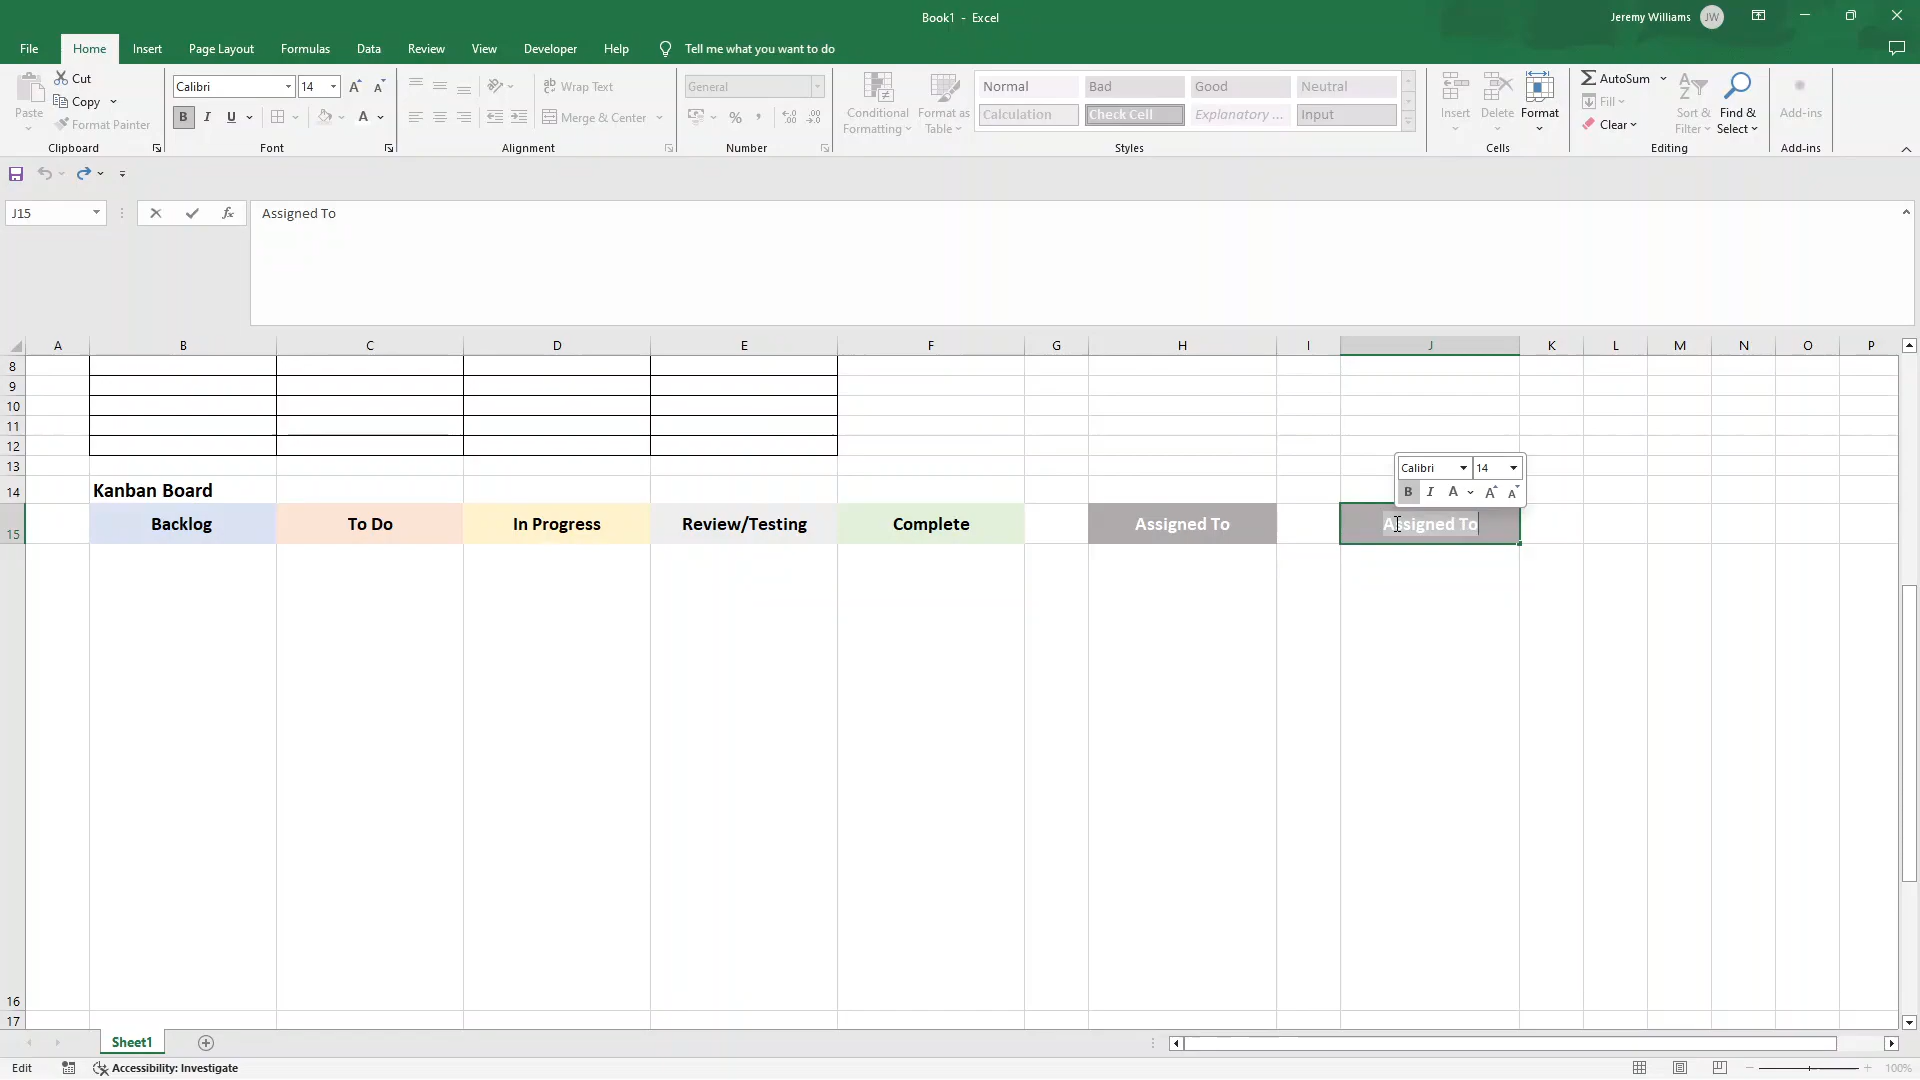 Book1 - Excel
Jeremy Williams JW
File Home Insert Page Layout Formulas Data Review View Developer Help Tell me what you want to do
Paste
Cut
Copy
Format Painter
Clipboard
Calibri 14
B I U
Font
Wrap Text
Merge & Center
Alignment
General
Number
Conditional Formatting
Format as Table
Normal Bad Good Neutral
Calculation Check Cell Explanatory ... Input
Styles
Insert Delete Format
Cells
AutoSum
Fill
Clear
Sort & Filter
Find & Select
Editing
Add-ins
Add-ins
J15 fx Assigned To
A B C D E F G H I J K L M N O P
8
9
10
11
12
13
Calibri 14
B I A A A
14 Kanban Board
15 Backlog To Do In Progress Review/Testing Complete Assigned To Assigned To
16
17
Sheet1
Edit Accessibility: Investigate 100%